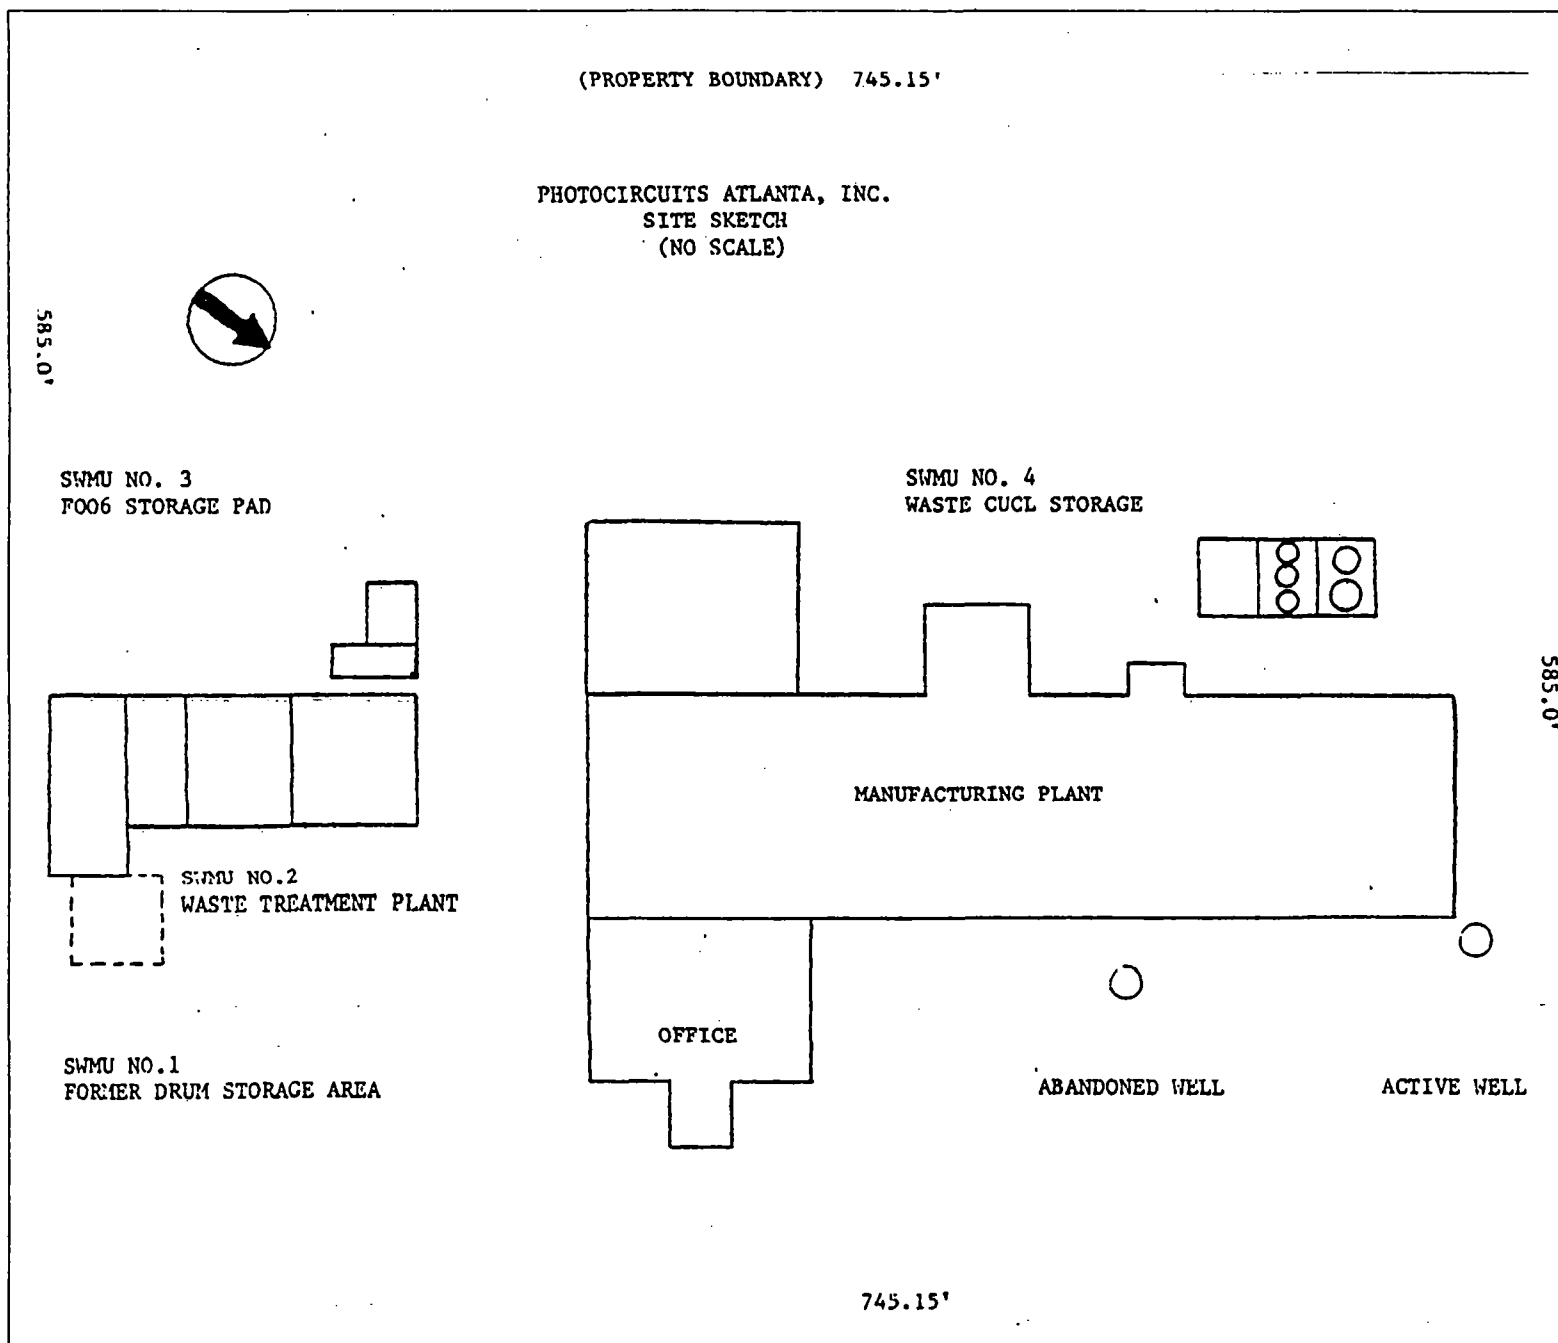 (PROPERTY BOUNDARY) 745.15'
PHOTOCIRCUITS ATLANTA, INC.
SITE SKETCH
(NO SCALE)
585.0'
SWMU NO. 3
F006 STORAGE PAD
SWMU NO. 4
WASTE CUCL STORAGE
585.0'
MANUFACTURING PLANT
SWMU NO.2
WASTE TREATMENT PLANT
OFFICE
SWMU NO.1
FORMER DRUM STORAGE AREA
ABANDONED WELL
ACTIVE WELL
745.15'